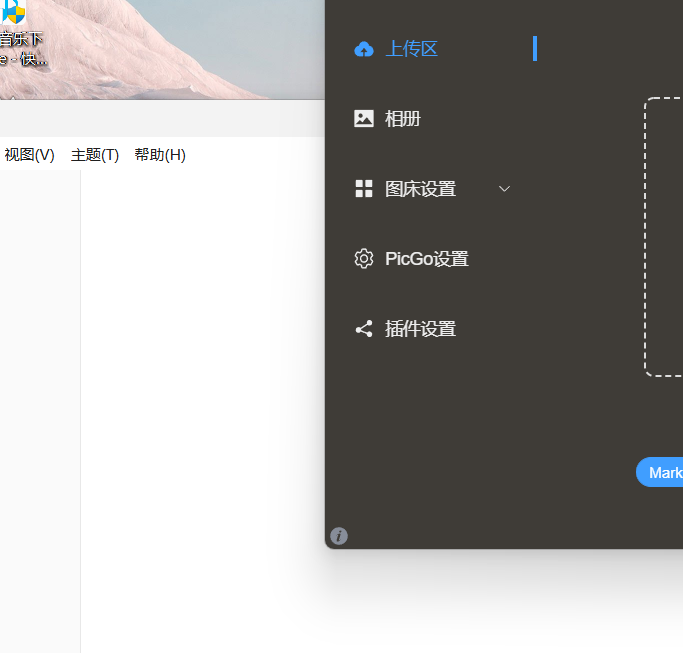 音乐下
e - 快...
上传区
相册
视图(V) 主题(T) 帮助(H)
图床设置
PicGo设置
插件设置
Mark
i